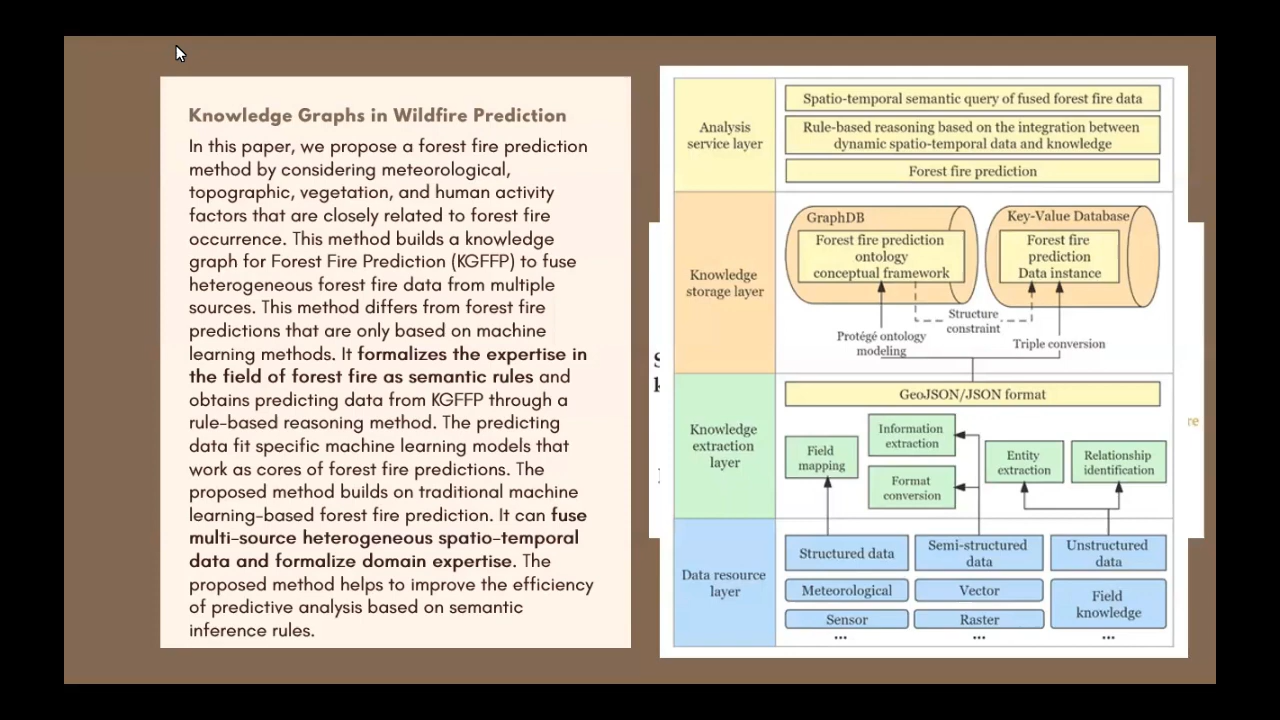 Knowledge Graphs in Wildfire Prediction
In this paper, we propose a forest fire prediction
method by considering meteorological,
topographic, vegetation, and human activity
factors that are closely related to forest fire
occurrence. This method builds a knowledge
graph for Forest Fire Prediction (KGFFP) to fuse
heterogeneous forest fire data from multiple
sources. This method differs from forest fire
predictions that are only based on machine
learning methods. It formalizes the expertise in
the field of forest fire as semantic rules and
obtains predicting data from KGFFP through a
rule-based reasoning method. The predicting
data fit specific machine learning models that
work as cores of forest fire predictions. The
proposed method builds on traditional machine
learning-based forest fire prediction. It can fuse
multi-source heterogeneous spatio-temporal
data and formalize domain expertise. The
proposed method helps to improve the efficiency
of predictive analysis based on semantic
inference rules.
Analysis
service layer
Spatio-temporal semantic query of fused forest fire data
Rule-based reasoning based on the integration between
dynamic spatio-temporal data and knowledge
Forest fire prediction
Knowledge
storage layer
GraphDB
Forest fire prediction
ontology
conceptual framework
Key-Value Database
Forest fire
prediction
Data instance
Structure
constraint
Protégé ontology
modeling
Triple conversion
Knowledge
extraction
layer
GeoJSON/JSON format
Field
mapping
Information
extraction
Format
conversion
Entity
extraction
Relationship
identification
Data resource
layer
Structured data
Semi-structured
data
Unstructured
data
Meteorological
Vector
Field
knowledge
Sensor
Raster
...
...
...
re